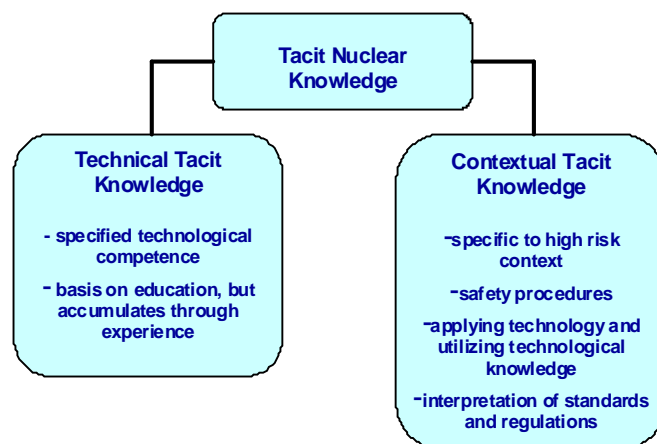 Tacit Nuclear
Knowledge
Technical Tacit
Knowledge
- specified technological
competence
- basis on education, but
accumulates through
experience
Contextual Tacit
Knowledge
-specific to high risk
context
-safety procedures
-applying technology and
utilizing technological
knowledge
-interpretation of standards
and regulations